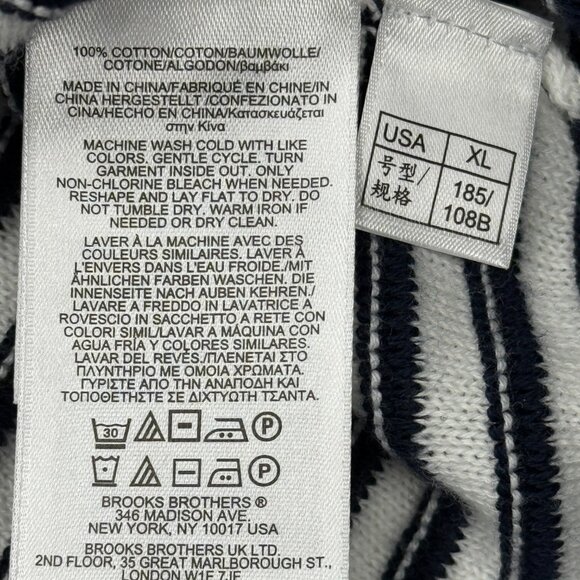 100% COTTON/COTON/BAUMWOLLE/
COTONE/ALGODON/βαμβάκι
MADE IN CHINA/FABRIQUÉ EN CHINE/IN
CHINA HERGESTELLT /CONFEZIONATO IN
CINA/HECHO EN CHINA/Κατασκευάζεται
στην Κίνα
MACHINE WASH COLD WITH LIKE
COLORS. GENTLE CYCLE. TURN
GARMENT INSIDE OUT. ONLY
NON-CHLORINE BLEACH WHEN NEEDED.
RESHAPE AND LAY FLAT TO DRY. DO
NOT TUMBLE DRY. WARM IRON IF
NEEDED OR DRY CLEAN.
LAVER À LA MACHINE AVEC DES
COULEURS SIMILAIRES. LAVER À
L'ENVERS DANS L'EAU FROIDE./MIT
ÄHNLICHEN FARBEN WASCHEN. DIE
INNENSEITE NACH AUBEN KEHREN./
LAVARE A FREDDO IN LAVATRICE A
ROVESCIO IN SACCHETTO A RETE CON
COLORI SIMILI/LAVAR A MÁQUINA CON
AGUA FRÍA Y COLORES SIMILARES.
LAVAR DEL REVÉS./ΠΛΕΝΕΤΑΙ ΣΤΟ
ΠΛΥΝΤΗΡΙΟ ΜΕ ΟΜΟΙΑ ΧΡΩΜΑΤΑ.
ΓΥΡΙΣΤΕ ΑΠΟ ΤΗΝ ΑΝΑΠΟΔΗ ΚΑΙ
ΤΟΠΟΘΕΤΗΣΤΕ ΣΕ ΔΙΧΤΥΩΤΗ ΤΣΑΝΤΑ.
30 P
P
BROOKS BROTHERS ®
346 MADISON AVE.
NEW YORK, NY 10017 USA
BROOKS BROTHERS UK LTD.
2ND FLOOR, 35 GREAT MARLBOROUGH ST.,
LONDON W1F 7JF
USA XL
号型/
规格
185/
108B